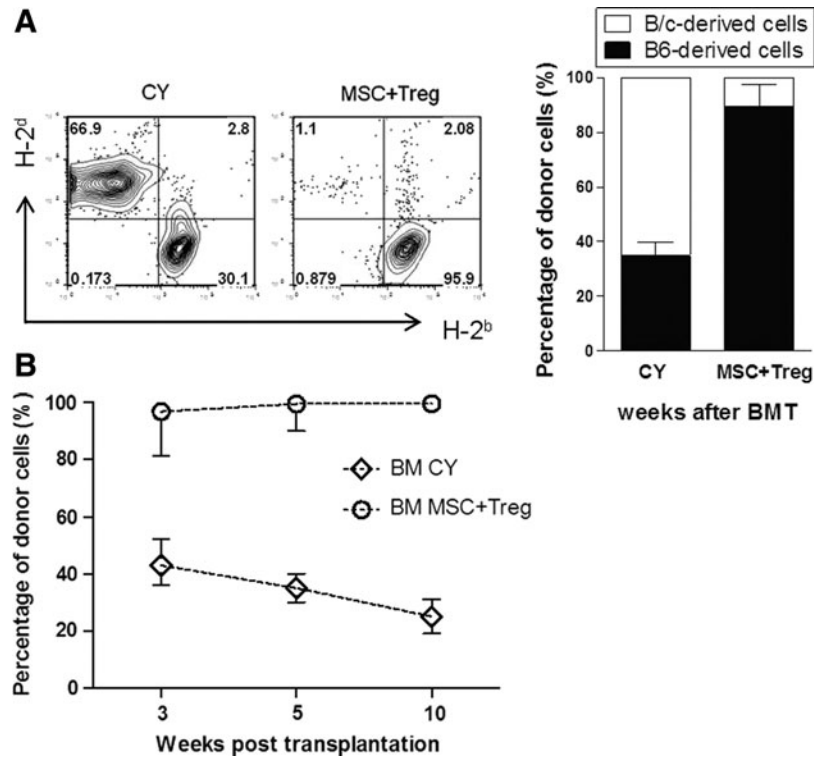 A
B/c-derived cells
B6-derived cells
CY
MSC+Treg
H-2d
66.9
2.8
0.173
30.1
1.1
2.08
0.879
95.9
H-2b
Percentage of donor cells (%)
100
80
60
40
20
0
CY
MSC+Treg
weeks after BMT
B
Percentage of donor cells (%)
100
80
60
40
20
0
BM CY
BM MSC+Treg
3
5
10
Weeks post transplantation